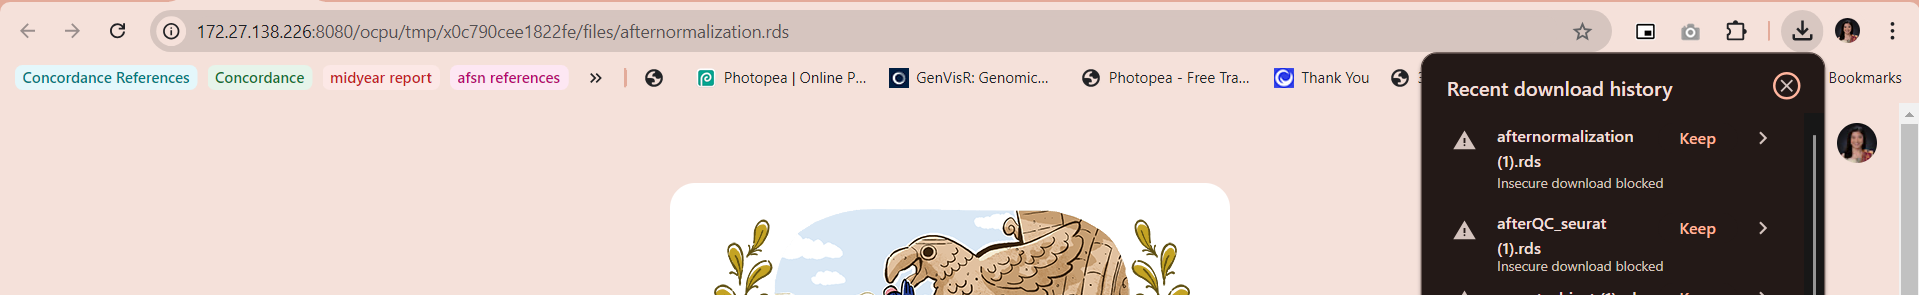 172.27.138.226:8080/ocpu/tmp/x0c790cee1822fe/files/afternormalization.rds
Concordance References
Concordance
midyear report
afsn references
»
Photopea | Online P...
GenVisR: Genomic...
Photopea - Free Tra...
Thank You
Bookmarks
Recent download history
afternormalization
(1).rds
Keep
Insecure download blocked
afterQC_seurat
(1).rds
Keep
Insecure download blocked